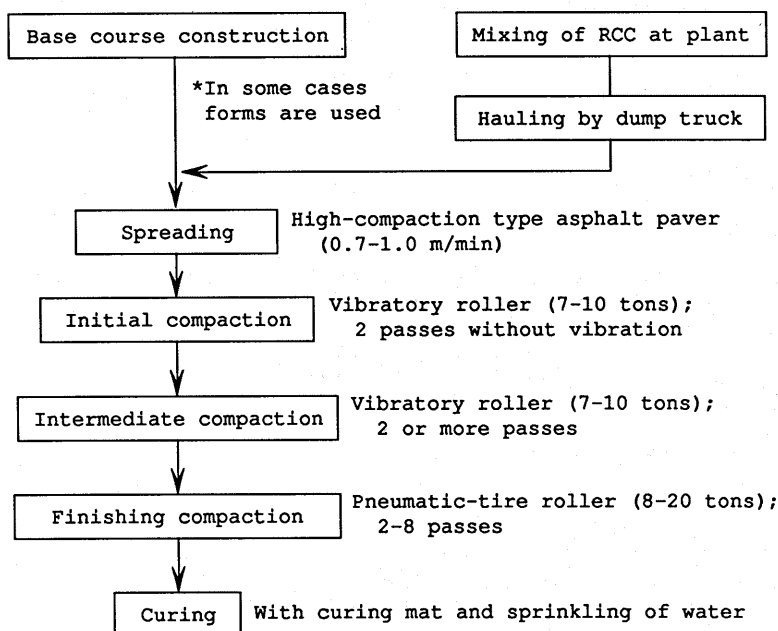 Base course construction
Mixing of RCC at plant
*In some cases
forms are used
Hauling by dump truck
Spreading
High-compaction type asphalt paver
(0.7-1.0 m/min)
Initial compaction
Vibratory roller (7-10 tons);
2 passes without vibration
Intermediate compaction
Vibratory roller (7-10 tons);
2 or more passes
Finishing compaction
Pneumatic-tire roller (8-20 tons);
2-8 passes
Curing
With curing mat and sprinkling of water